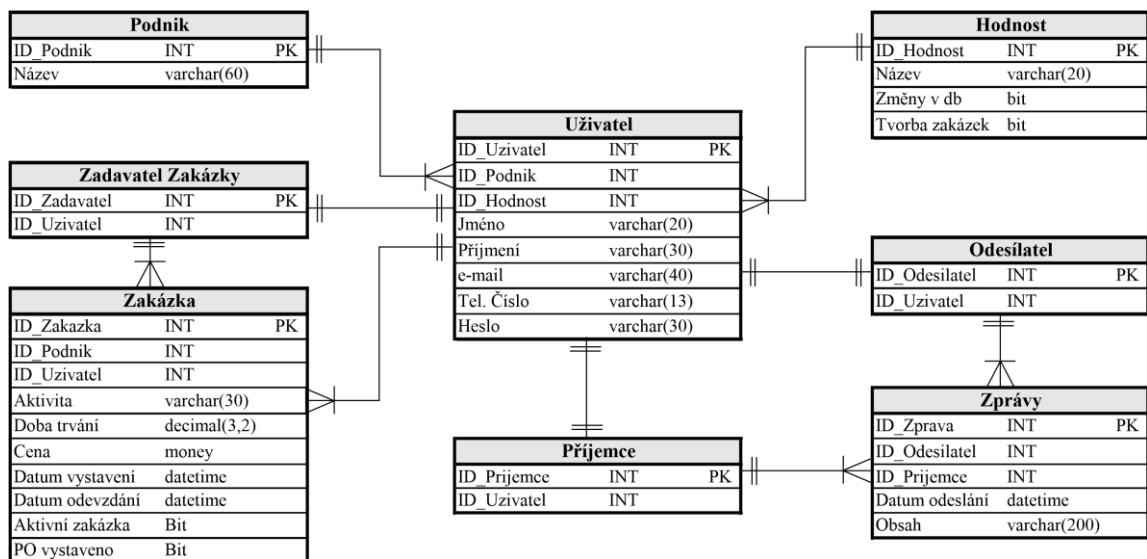 Podnik
ID_Podnik INT PK
Název varchar(60)
Hodnost
ID_Hodnost INT PK
Název varchar(20)
Změny v db bit
Tvorba zakázek bit
Uživatel
ID_Uzivatel INT PK
ID_Podnik INT
ID_Hodnost INT
Jméno varchar(20)
Příjmení varchar(30)
e-mail varchar(40)
Tel. Číslo varchar(13)
Heslo varchar(30)
Zadavatel Zakázky
ID_Zadavatel INT PK
ID_Uzivatel INT
Odesílatel
ID_Odesilatel INT PK
ID_Uzivatel INT
Zakázka
ID_Zakazka INT PK
ID_Podnik INT
ID_Uzivatel INT
Aktivita varchar(30)
Doba trvání decimal(3,2)
Cena money
Datum vystavení datetime
Datum odevzdání datetime
Aktivní zakázka Bit
PO vystaveno Bit
Příjemce
ID_Prijemce INT PK
ID_Uzivatel INT
Zprávy
ID_Zprava INT PK
ID_Odesilatel INT
ID_Prijemce INT
Datum odeslání datetime
Obsah varchar(200)